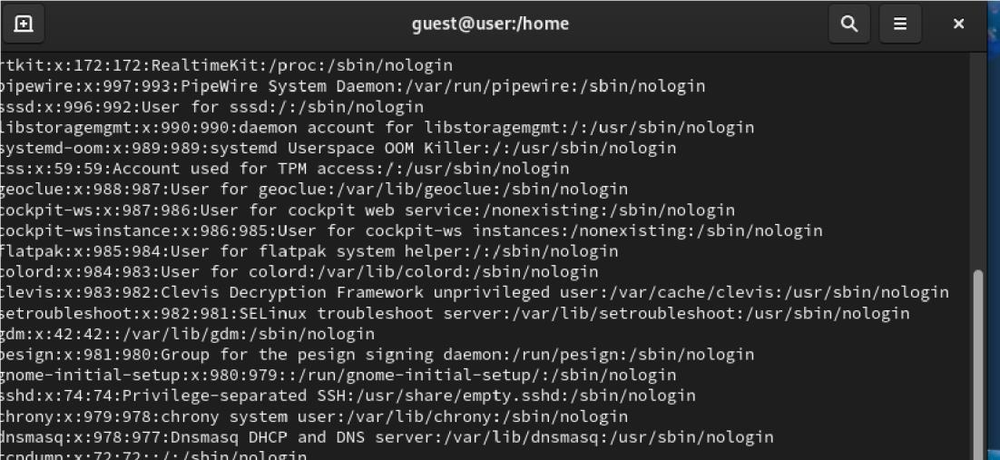 guest@user:/home
rtkit:x:172:172:RealtimeKit:/proc:/sbin/nologin
pipewire:x:997:993:PipeWire System Daemon:/var/run/pipewire:/sbin/nologin
sssd:x:996:992:User for sssd:/:/sbin/nologin
libstoragemgmt:x:990:990:daemon account for libstoragemgmt:/:/usr/sbin/nologin
systemd-oom:x:989:989:systemd Userspace OOM Killer:/:/usr/sbin/nologin
tss:x:59:59:Account used for TPM access:/:/usr/sbin/nologin
geoclue:x:988:987:User for geoclue:/var/lib/geoclue:/sbin/nologin
cockpit-ws:x:987:986:User for cockpit web service:/nonexisting:/sbin/nologin
cockpit-wsinstance:x:986:985:User for cockpit-ws instances:/nonexisting:/sbin/nologin
flatpak:x:985:984:User for flatpak system helper:/:/sbin/nologin
colord:x:984:983:User for colord:/var/lib/colord:/sbin/nologin
clevis:x:983:982:Clevis Decryption Framework unprivileged user:/var/cache/clevis:/usr/sbin/nologin
setroubleshoot:x:982:981:SELinux troubleshoot server:/var/lib/setroubleshoot:/usr/sbin/nologin
gdm:x:42:42::/var/lib/gdm:/sbin/nologin
pesign:x:981:980:Group for the pesign signing daemon:/run/pesign:/sbin/nologin
gnome-initial-setup:x:980:979::/run/gnome-initial-setup/:/sbin/nologin
sshd:x:74:74:Privilege-separated SSH:/usr/share/empty.sshd:/sbin/nologin
chrony:x:979:978:chrony system user:/var/lib/chrony:/sbin/nologin
dnsmasq:x:978:977:Dnsmasq DHCP and DNS server:/var/lib/dnsmasq:/usr/sbin/nologin
tcpdump:x:72:72::/:/sbin/nologin